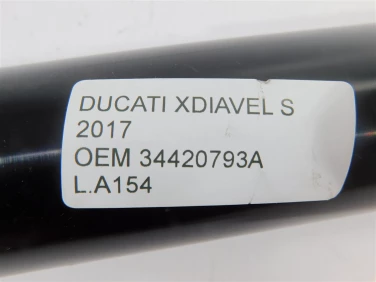 DUCATI XDIAVEL S
2017
OEM 34420793A
L.A154